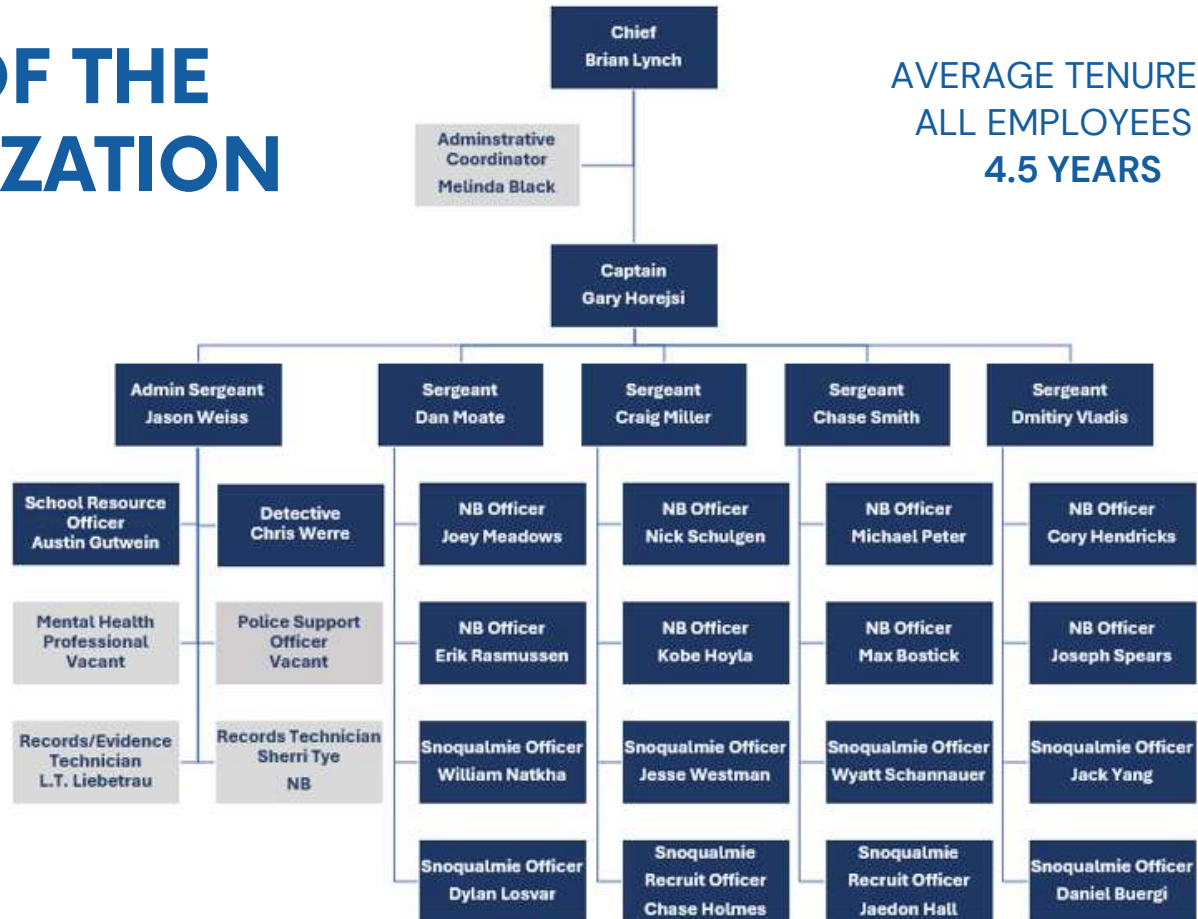 OF THE
ZATION
AVERAGE TENURE
ALL EMPLOYEES
4.5 YEARS
Chief
Brian Lynch
Adminstrative
Coordinator
Melinda Black
Captain
Gary Horejsi
Admin Sergeant
Jason Weiss
Sergeant
Dan Moate
Sergeant
Craig Miller
Sergeant
Chase Smith
Sergeant
Dmitiry Vladis
School Resource
Officer
Austin Gutwein
Detective
Chris Werre
NB Officer
Joey Meadows
NB Officer
Nick Schulgen
NB Officer
Michael Peter
NB Officer
Cory Hendricks
Mental Health
Professional
Vacant
Police Support
Officer
Vacant
NB Officer
Erik Rasmussen
NB Officer
Kobe Hoyla
NB Officer
Max Bostick
NB Officer
Joseph Spears
Records/Evidence
Technician
L.T. Liebetrau
Records Technician
Sherri Tye
NB
Snoqualmie Officer
William Natkha
Snoqualmie Officer
Jesse Westman
Snoqualmie Officer
Wyatt Schannauer
Snoqualmie Officer
Jack Yang
Snoqualmie Officer
Dylan Losvar
Snoqualmie
Recruit Officer
Chase Holmes
Snoqualmie
Recruit Officer
Jaedon Hall
Snoqualmie Officer
Daniel Buergi